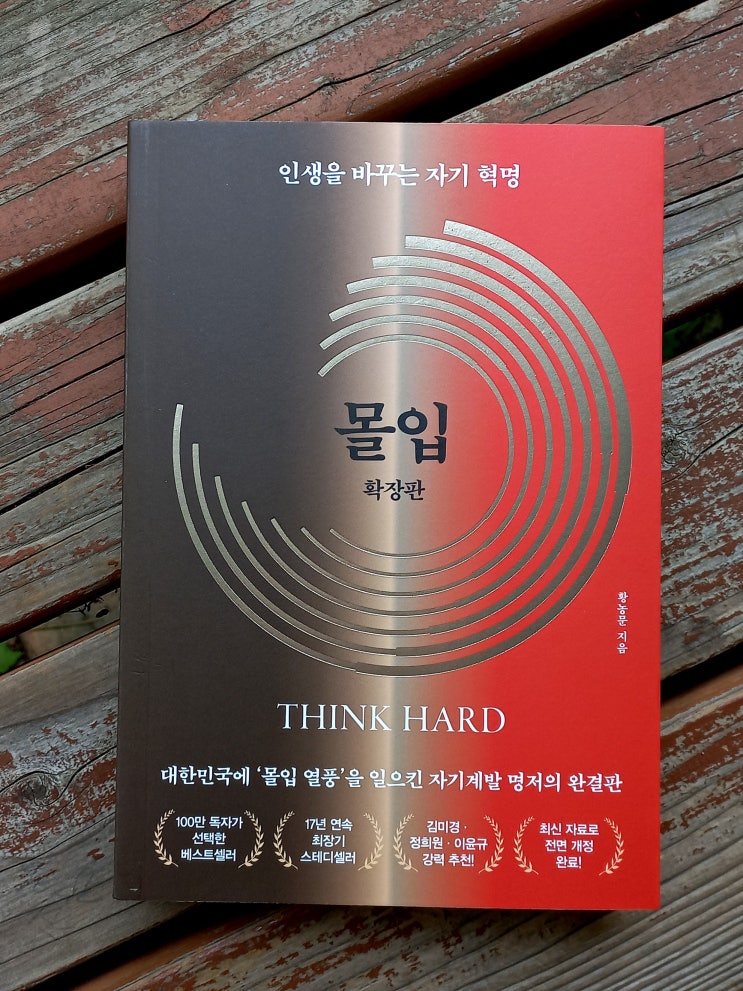 인생을 바꾸는 자기 혁명
몰입
확장판
황농문 지음
THINK HARD
대한민국에 '몰입 열풍'을 일으킨 자기계발 명저의 완결판
100만 독자가
선택한
베스트셀러
17년 연속
최장기
스테디셀러
김미경·
정희원·이윤규
강력 추천!
최신 자료로
전면 개정
완료!